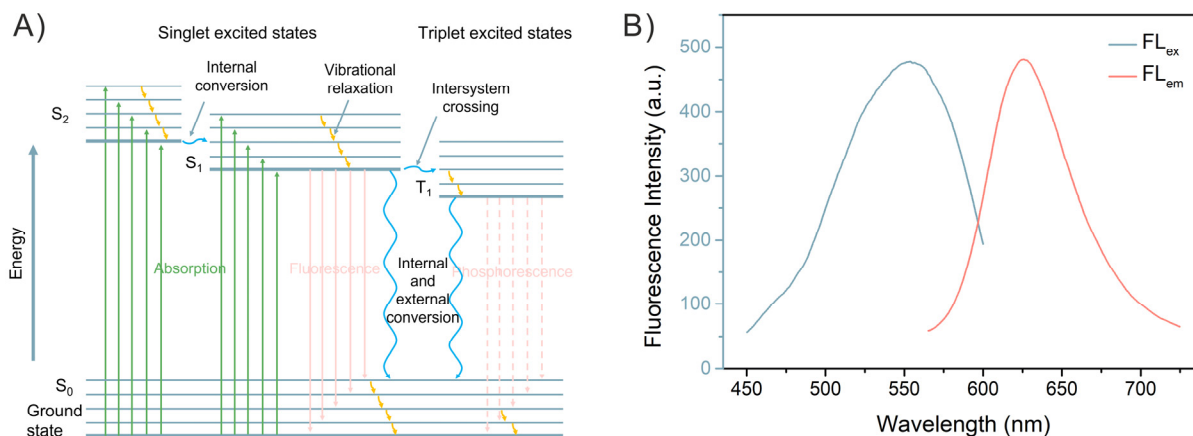 A)
Singlet excited states
Triplet excited states
Internal
conversion
Vibrational
relaxation
Intersystem
crossing
S2
S1
T1
Energy
Absorption
Fluorescence
Internal
and
external
conversion
Phosphorescence
S0
Ground
state
B)
FLex
FLem
Fluorescence Intensity (a.u.)
500
400
300
200
100
0
450
500
550
600
650
700
Wavelength (nm)